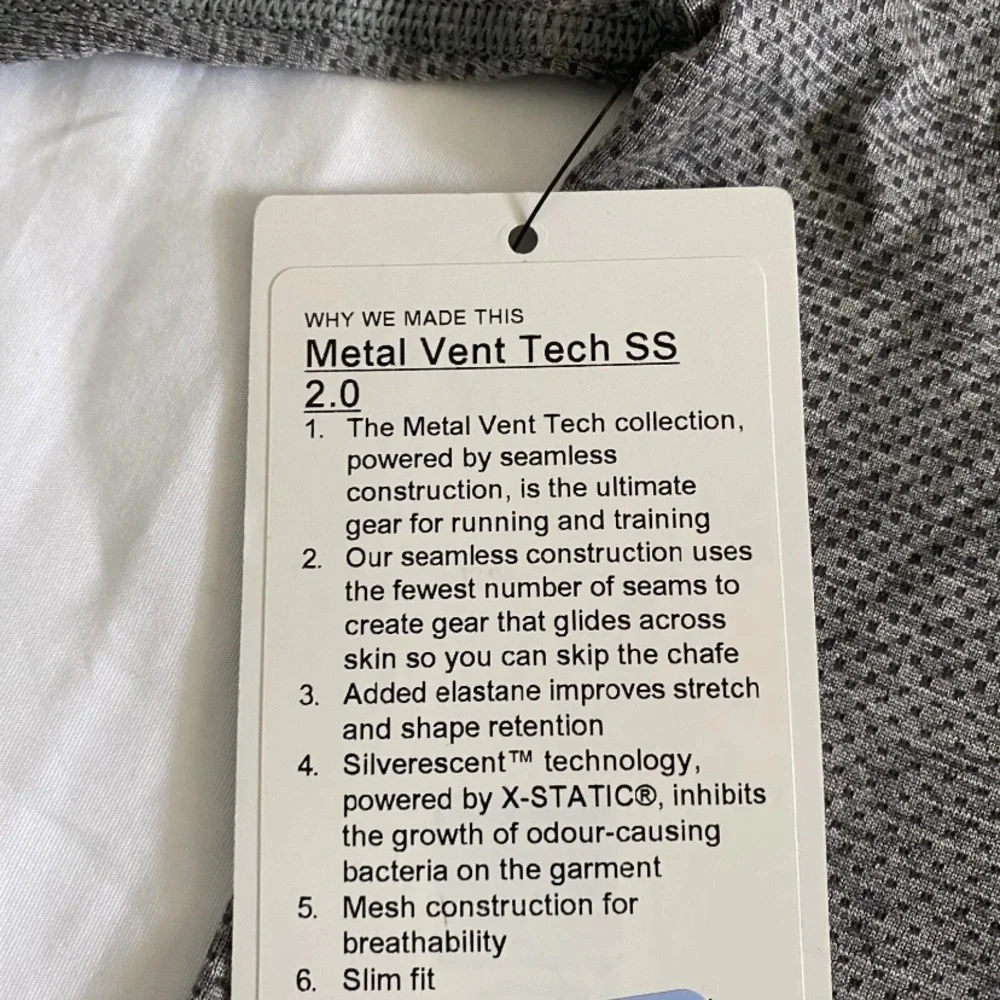 WHY WE MADE THIS
Metal Vent Tech SS
2.0
1. The Metal Vent Tech collection,
powered by seamless
construction, is the ultimate
gear for running and training
2. Our seamless construction uses
the fewest number of seams to
create gear that glides across
skin so you can skip the chafe
3. Added elastane improves stretch
and shape retention
4. Silverescent™ technology,
powered by X-STATIC®, inhibits
the growth of odour-causing
bacteria on the garment
5. Mesh construction for
breathability
6. Slim fit